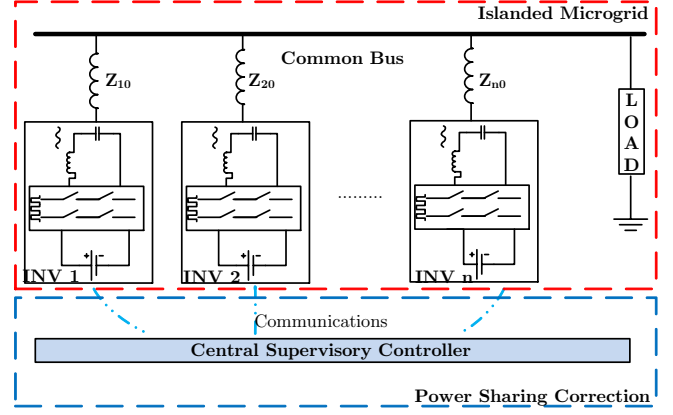 Islanded Microgrid
Common Bus
Z10
Z20
Zn0
L
O
A
D
.........
+ -
+ -
+ -
INV 1
INV 2
INV n
Communications
Central Supervisory Controller
Power Sharing Correction